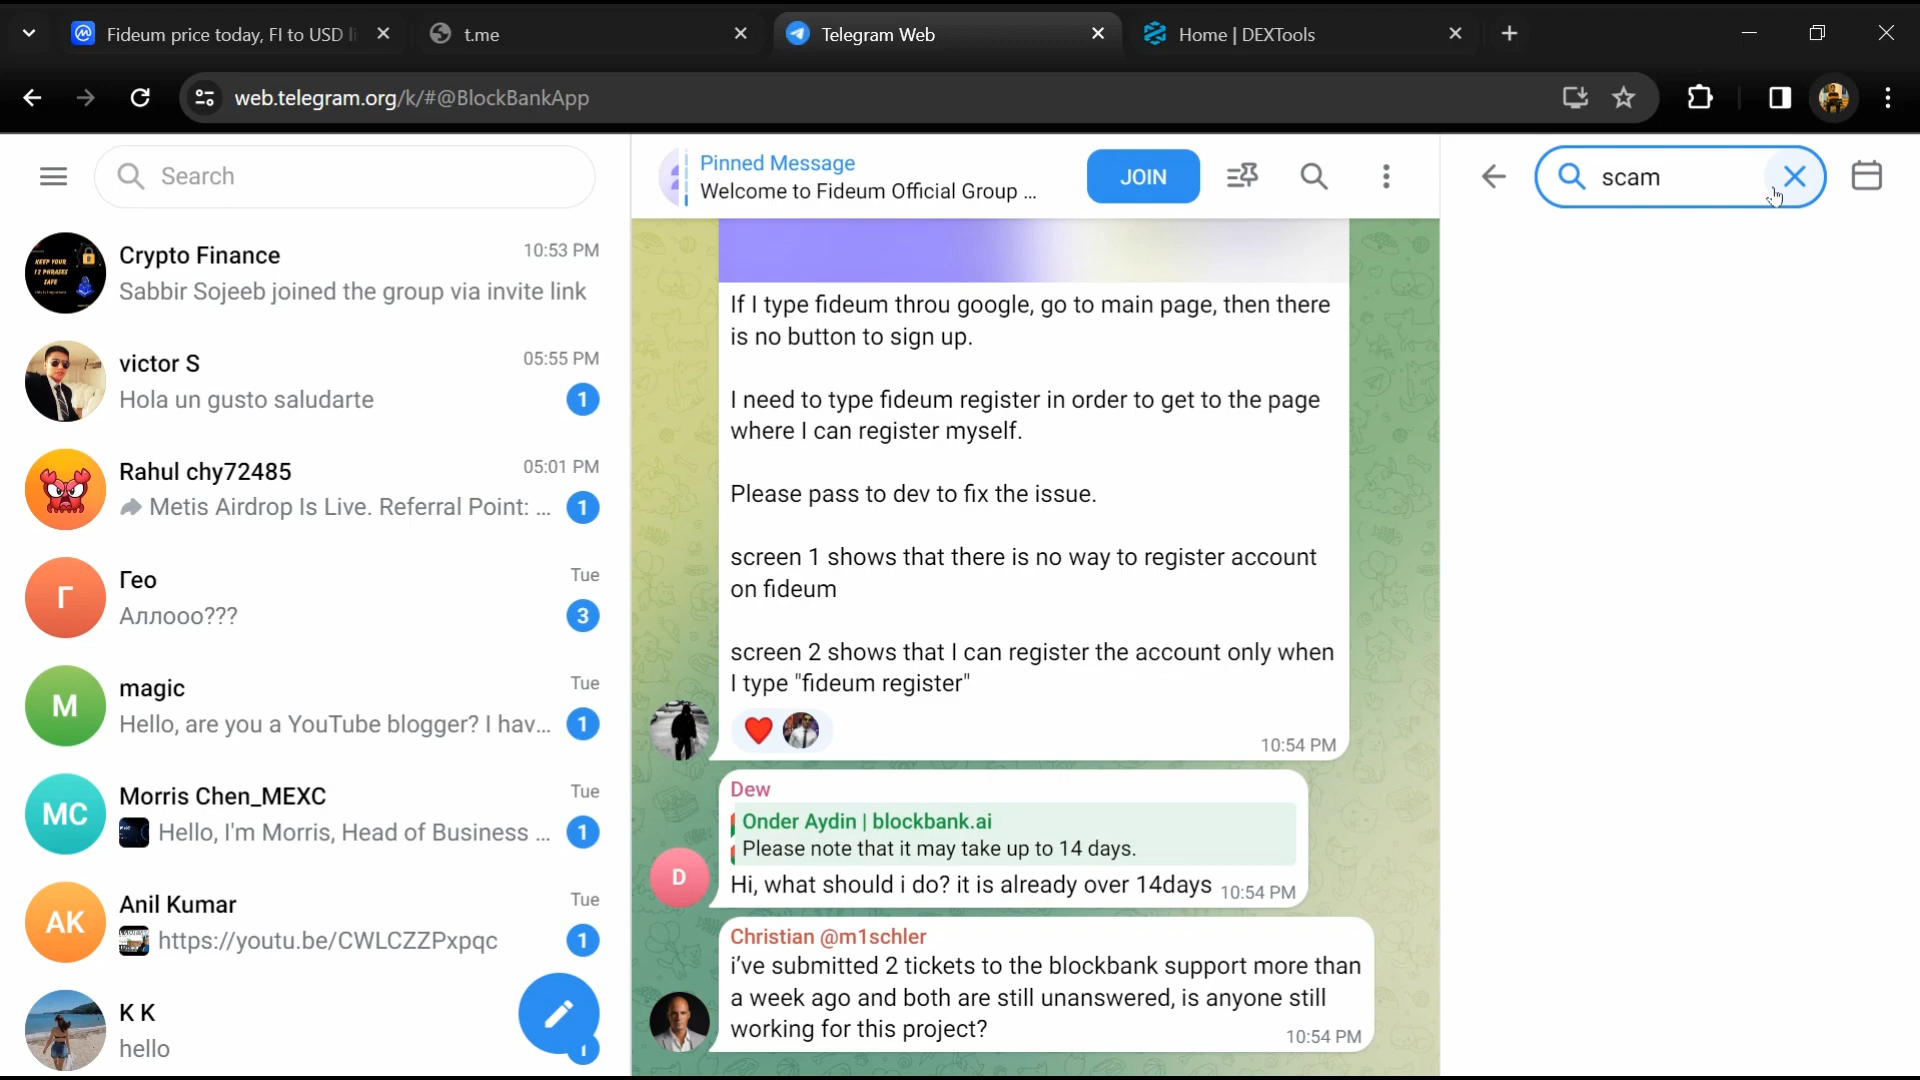 Fideum price today, FI to USD l
t.me
Telegram Web
Home | DEXTools
web.telegram.org/k/#@BlockBankApp
Search
Crypto Finance
10:53 PM
Sabbir Sojeeb joined the group via invite link
victor S
05:55 PM
Hola un gusto saludarte
1
Rahul chy72485
05:01 PM
Metis Airdrop Is Live. Referral Point: ...
1
Г
Гео
Tue
Аллооо???
3
M
magic
Tue
Hello, are you a YouTube blogger? I hav...
1
MC
Morris Chen_MEXC
Tue
Hello, I'm Morris, Head of Business ...
1
AK
Anil Kumar
Tue
https://youtu.be/CWLCZZPxpqc
1
K K
hello
Pinned Message
Welcome to Fideum Official Group ...
JOIN
If I type fideum throu google, go to main page, then there
is no button to sign up.
I need to type fideum register in order to get to the page
where I can register myself.
Please pass to dev to fix the issue.
screen 1 shows that there is no way to register account
on fideum
screen 2 shows that I can register the account only when
I type "fideum register"
10:54 PM
D
Dew
Onder Aydin | blockbank.ai
Please note that it may take up to 14 days.
Hi, what should i do? it is already over 14days
10:54 PM
Christian @m1schler
i've submitted 2 tickets to the blockbank support more than
a week ago and both are still unanswered, is anyone still
working for this project?
10:54 PM
scam